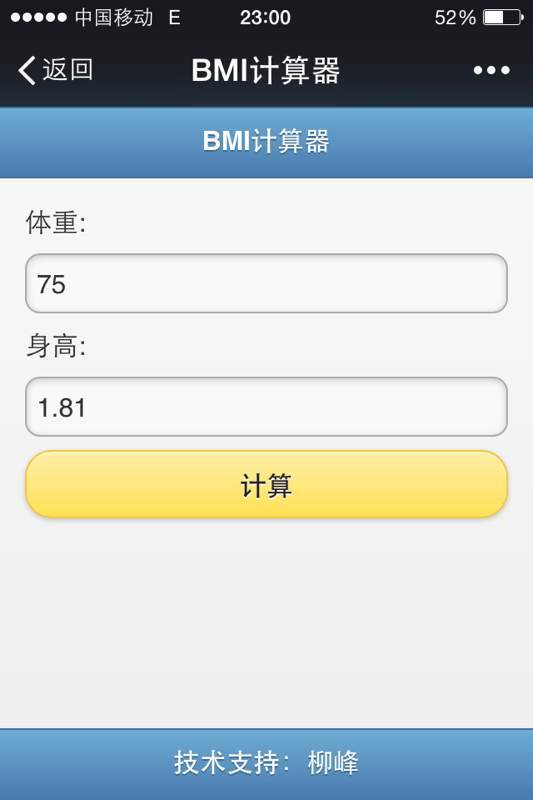 中国移动 E 23:00 52%
返回 BMI计算器
BMI计算器
体重:
75
身高:
1.81
计算
技术支持：柳峰